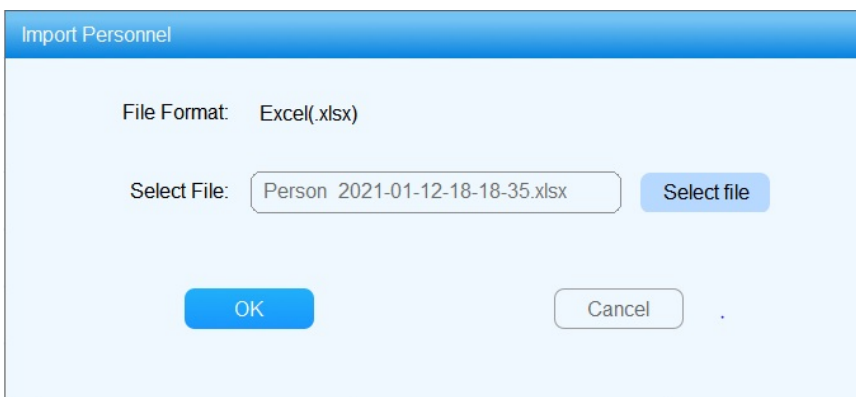 Import Personnel
File Format: Excel(.xlsx)
Select File: Person 2021-01-12-18-18-35.xlsx Select file
OK Cancel .